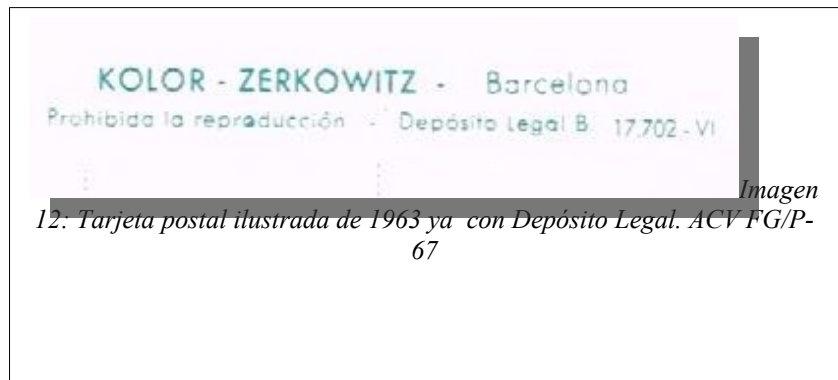 KOLOR - ZERKOWITZ - Barcelona
Prohibida la reproducción - Depósito Legal B. 17.702 - VI
Imagen
12: Tarjeta postal ilustrada de 1963 ya con Depósito Legal. ACV FG/P-
67